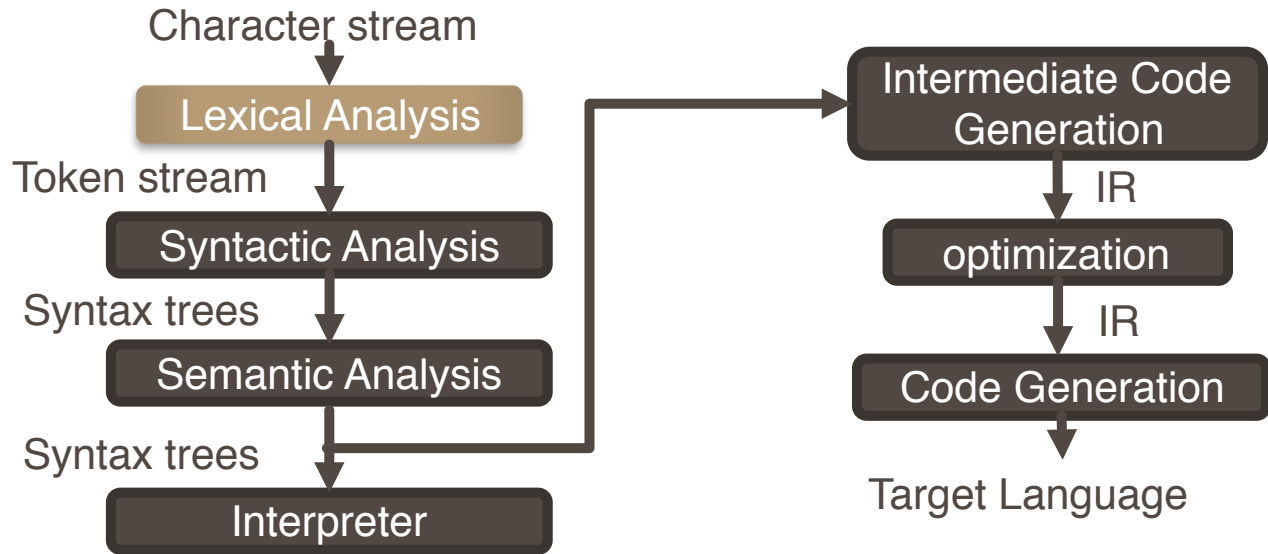 Character stream
Lexical Analysis
Token stream
Syntactic Analysis
Syntax trees
Semantic Analysis
Syntax trees
Interpreter
Intermediate Code
Generation
IR
optimization
IR
Code Generation
Target Language